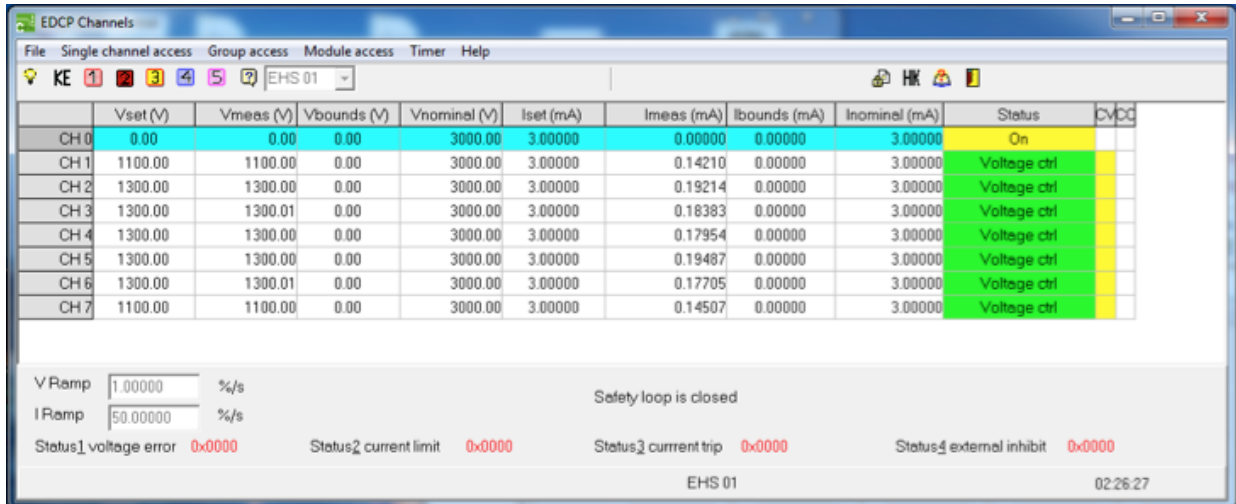 EDCP Channels
File Single channel access Group access Module access Timer Help
KE 1 2 3 4 5 ? EHS 01 HK
Vset (V) Vmeas (V) Vbounds (V) Vnominal (V) Iset (mA) Imeas (mA) Ibounds (mA) Inominal (mA) Status CV CC
CH 0 0.00 0.00 0.00 3000.00 3.00000 0.00000 0.00000 3.00000 On
CH 1 1100.00 1100.00 0.00 3000.00 3.00000 0.14210 0.00000 3.00000 Voltage ctrl
CH 2 1300.00 1300.00 0.00 3000.00 3.00000 0.19214 0.00000 3.00000 Voltage ctrl
CH 3 1300.00 1300.01 0.00 3000.00 3.00000 0.18383 0.00000 3.00000 Voltage ctrl
CH 4 1300.00 1300.00 0.00 3000.00 3.00000 0.17954 0.00000 3.00000 Voltage ctrl
CH 5 1300.00 1300.00 0.00 3000.00 3.00000 0.19487 0.00000 3.00000 Voltage ctrl
CH 6 1300.00 1300.01 0.00 3000.00 3.00000 0.17705 0.00000 3.00000 Voltage ctrl
CH 7 1100.00 1100.00 0.00 3000.00 3.00000 0.14507 0.00000 3.00000 Voltage ctrl
V Ramp 1.00000 %/s
Safety loop is closed
I Ramp 50.00000 %/s
Status1 voltage error 0x0000 Status2 current limit 0x0000 Status3 currrent trip 0x0000 Status4 external inhibit 0x0000
EHS 01 02:26:27